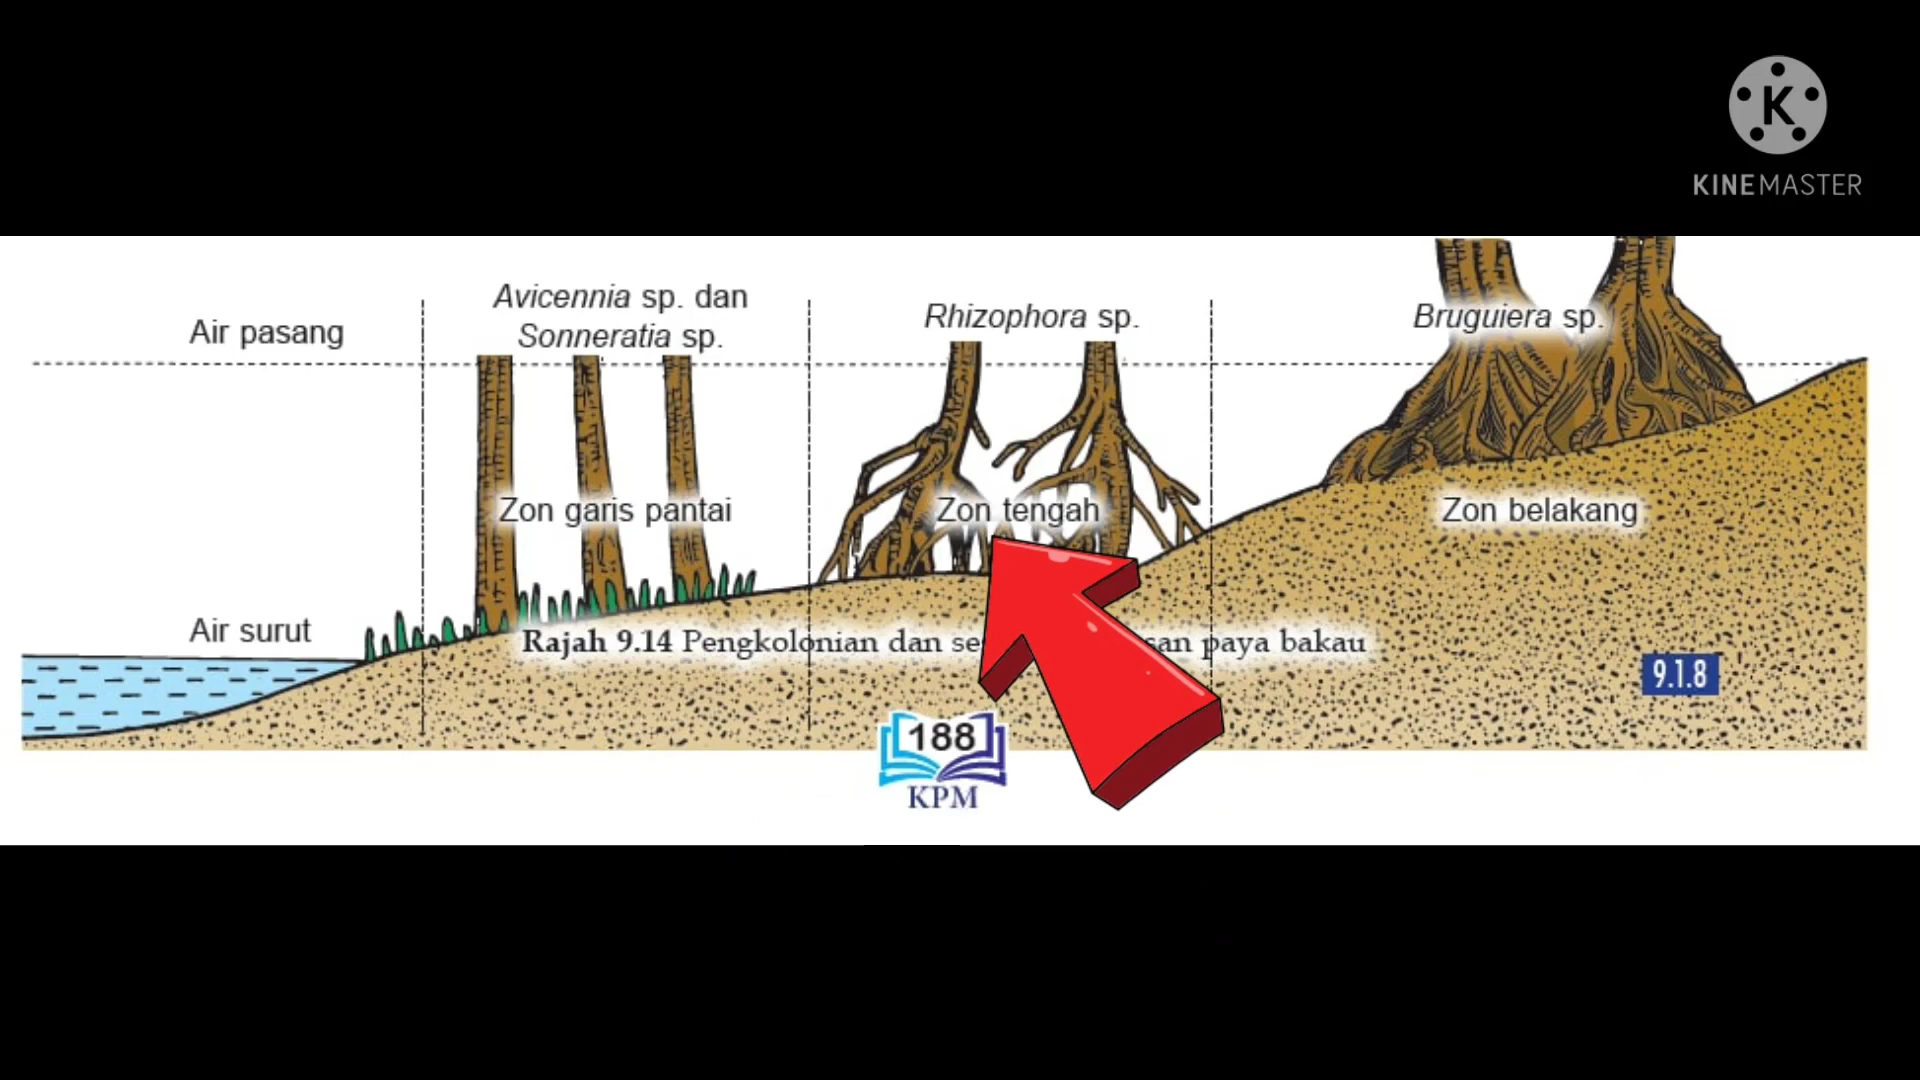 K
KINEMASTER
Avicennia sp. dan
Sonneratia sp.
Rhizophora sp.
Bruguiera sp.
Air pasang
Zon garis pantai
Zon tengah
Zon belakang
Air surut
Rajah 9.14 Pengkolonian dan san paya bakau
9.1.8
188
KPM